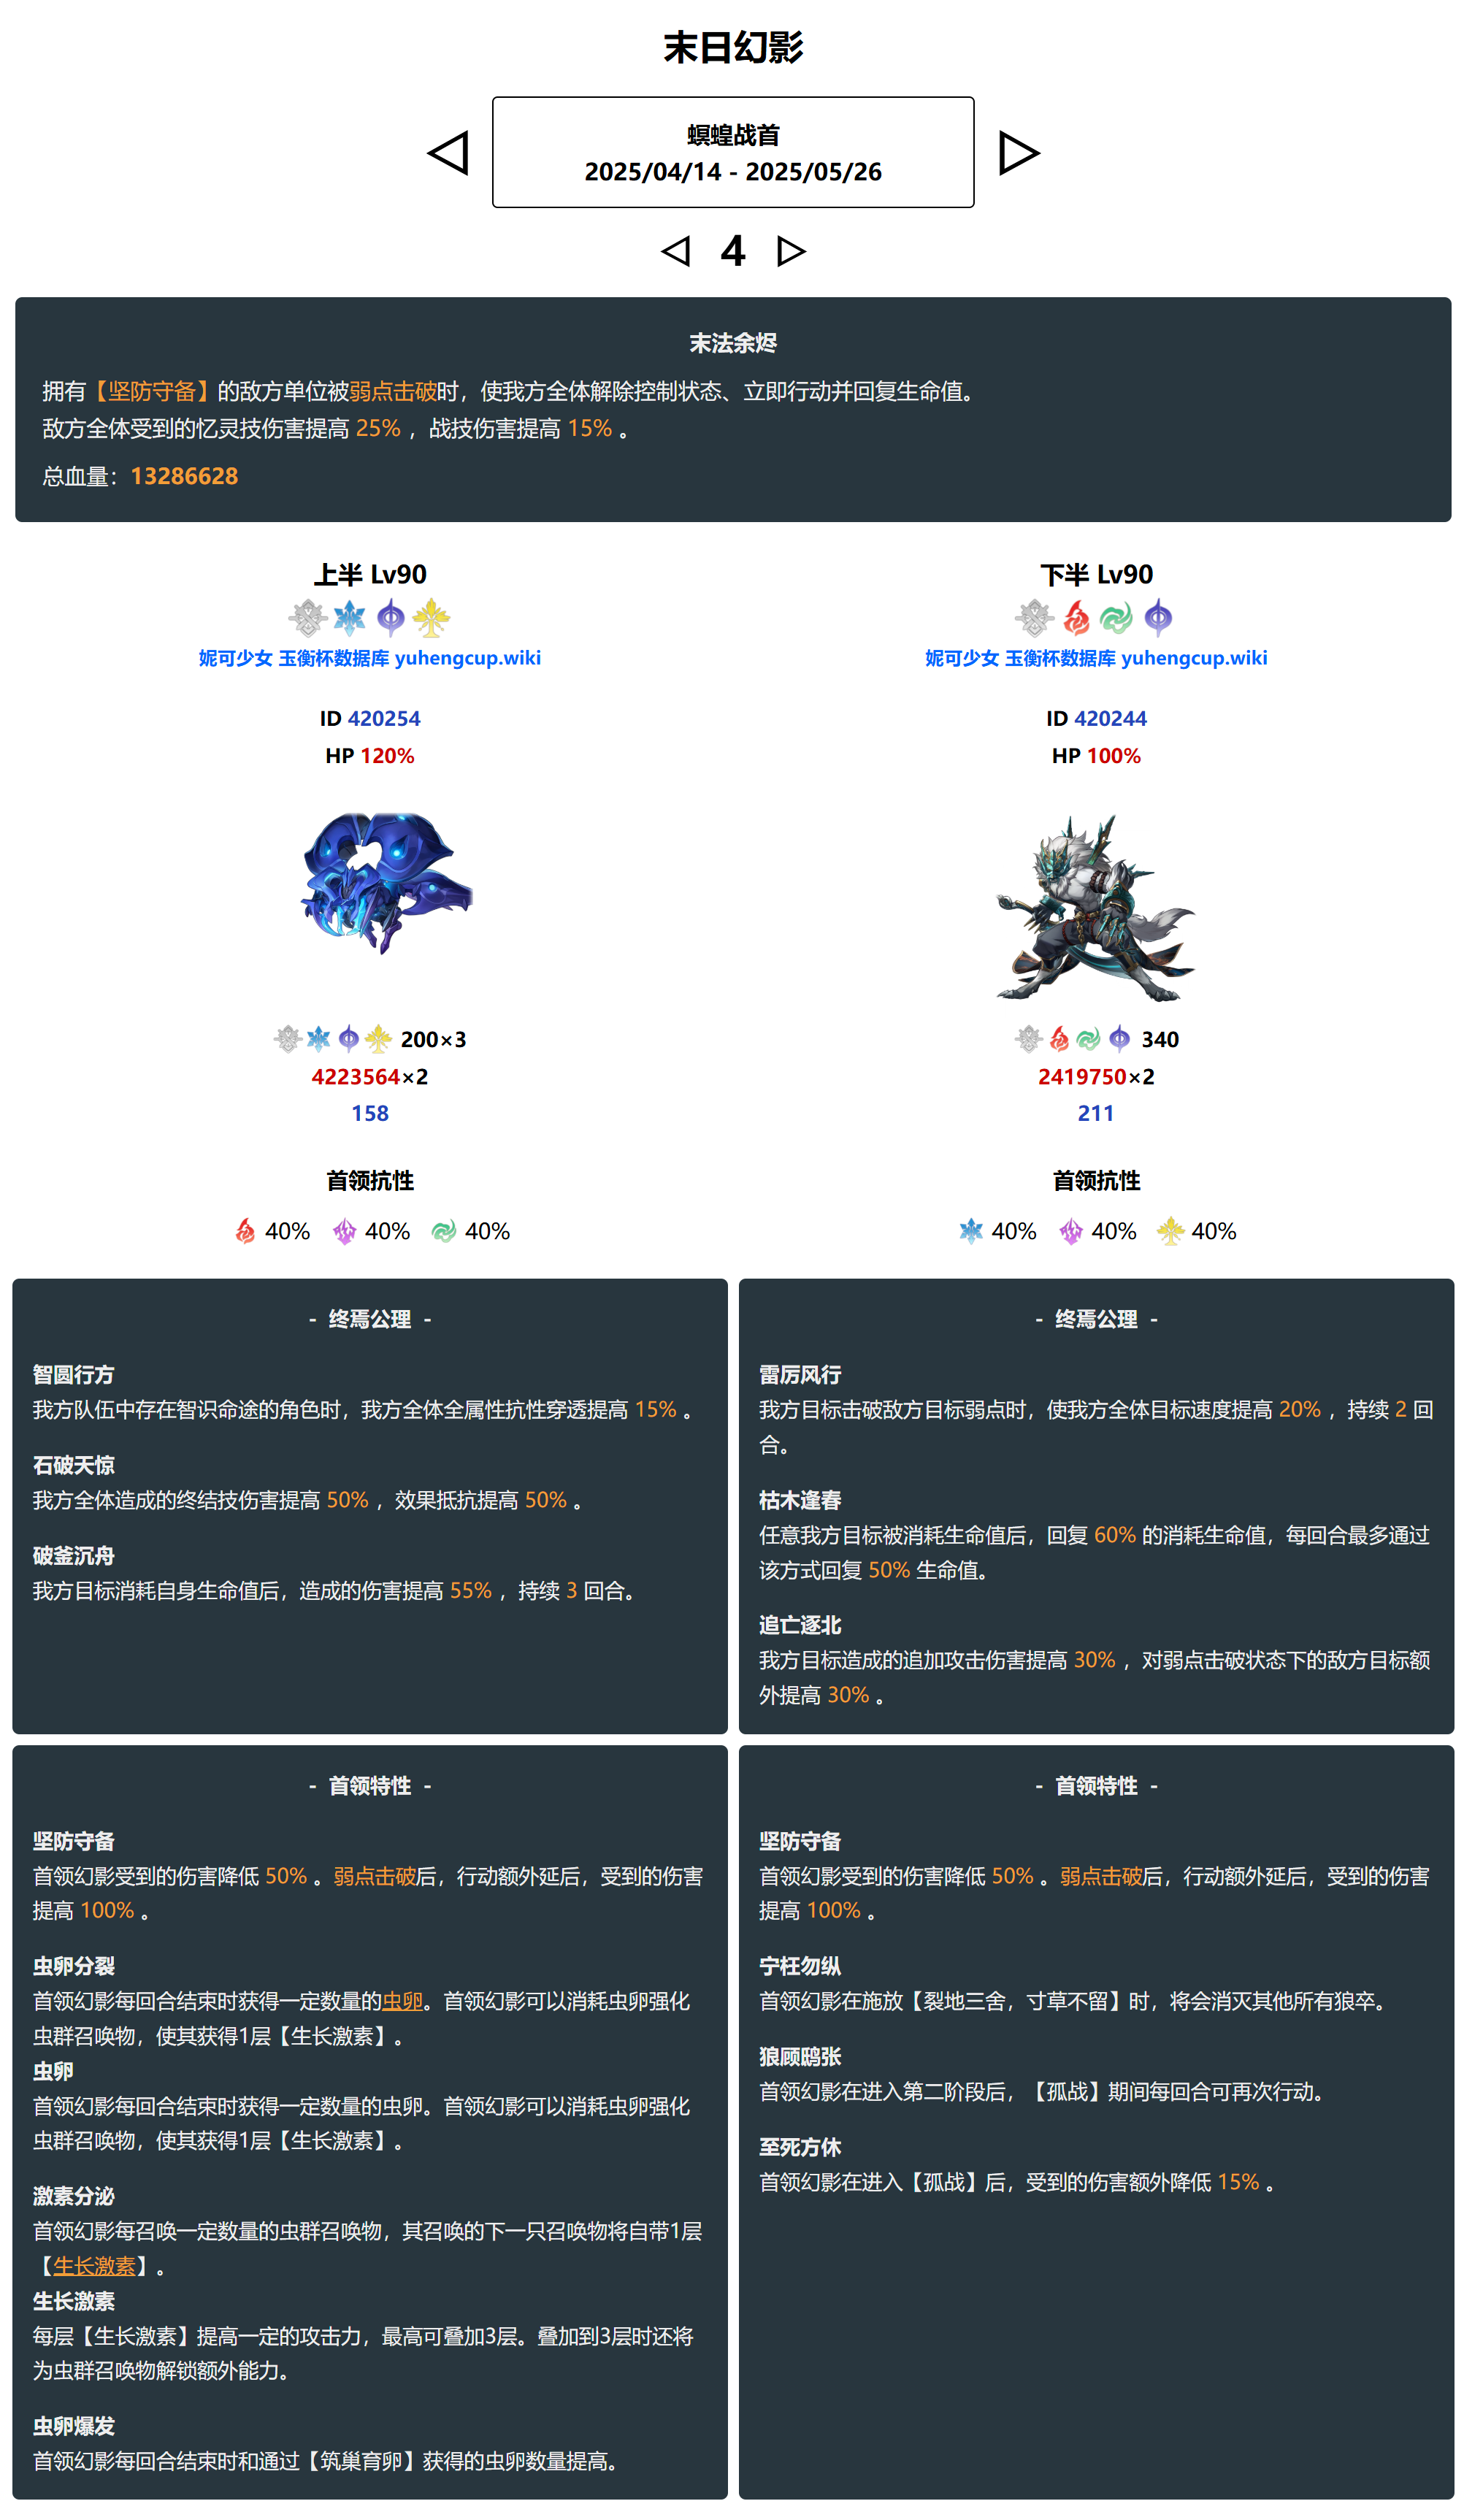 末日幻影
螟蝗战首
2025/04/14 - 2025/05/26
4
末法余烬
拥有【坚防守备】的敌方单位被弱点击破时，使我方全体解除控制状态、立即行动并回复生命值。
敌方全体受到的忆灵技伤害提高 25% ，战技伤害提高 15% 。
总血量：13286628
上半 Lv90
妮可少女 玉衡杯数据库 yuhengcup.wiki
ID 420254
HP 120%
200×3
4223564×2
158
首领抗性
40% 40% 40%
下半 Lv90
妮可少女 玉衡杯数据库 yuhengcup.wiki
ID 420244
HP 100%
340
2419750×2
211
首领抗性
40% 40% 40%
- 终焉公理 -
智圆行方
我方队伍中存在智识命途的角色时，我方全体全属性抗性穿透提高 15% 。
石破天惊
我方全体造成的终结技伤害提高 50% ，效果抵抗提高 50% 。
破釜沉舟
我方目标消耗自身生命值后，造成的伤害提高 55% ，持续 3 回合。
- 终焉公理 -
雷厉风行
我方目标击破敌方目标弱点时，使我方全体目标速度提高 20% ，持续 2 回
合。
枯木逢春
任意我方目标被消耗生命值后，回复 60% 的消耗生命值，每回合最多通过
该方式回复 50% 生命值。
追亡逐北
我方目标造成的追加攻击伤害提高 30% ，对弱点击破状态下的敌方目标额
外提高 30% 。
- 首领特性 -
坚防守备
首领幻影受到的伤害降低 50% 。弱点击破后，行动额外延后，受到的伤害
提高 100% 。
虫卵分裂
首领幻影每回合结束时获得一定数量的虫卵。首领幻影可以消耗虫卵强化
虫群召唤物，使其获得1层【生长激素】。
虫卵
首领幻影每回合结束时获得一定数量的虫卵。首领幻影可以消耗虫卵强化
虫群召唤物，使其获得1层【生长激素】。
激素分泌
首领幻影每召唤一定数量的虫群召唤物，其召唤的下一只召唤物将自带1层
【生长激素】。
生长激素
每层【生长激素】提高一定的攻击力，最高可叠加3层。叠加到3层时还将
为虫群召唤物解锁额外能力。
虫卵爆发
首领幻影每回合结束时和通过【筑巢育卵】获得的虫卵数量提高。
- 首领特性 -
坚防守备
首领幻影受到的伤害降低 50% 。弱点击破后，行动额外延后，受到的伤害
提高 100% 。
宁枉勿纵
首领幻影在施放【裂地三舍，寸草不留】时，将会消灭其他所有狼卒。
狼顾鸱张
首领幻影在进入第二阶段后，【孤战】期间每回合可再次行动。
至死方休
首领幻影在进入【孤战】后，受到的伤害额外降低 15% 。